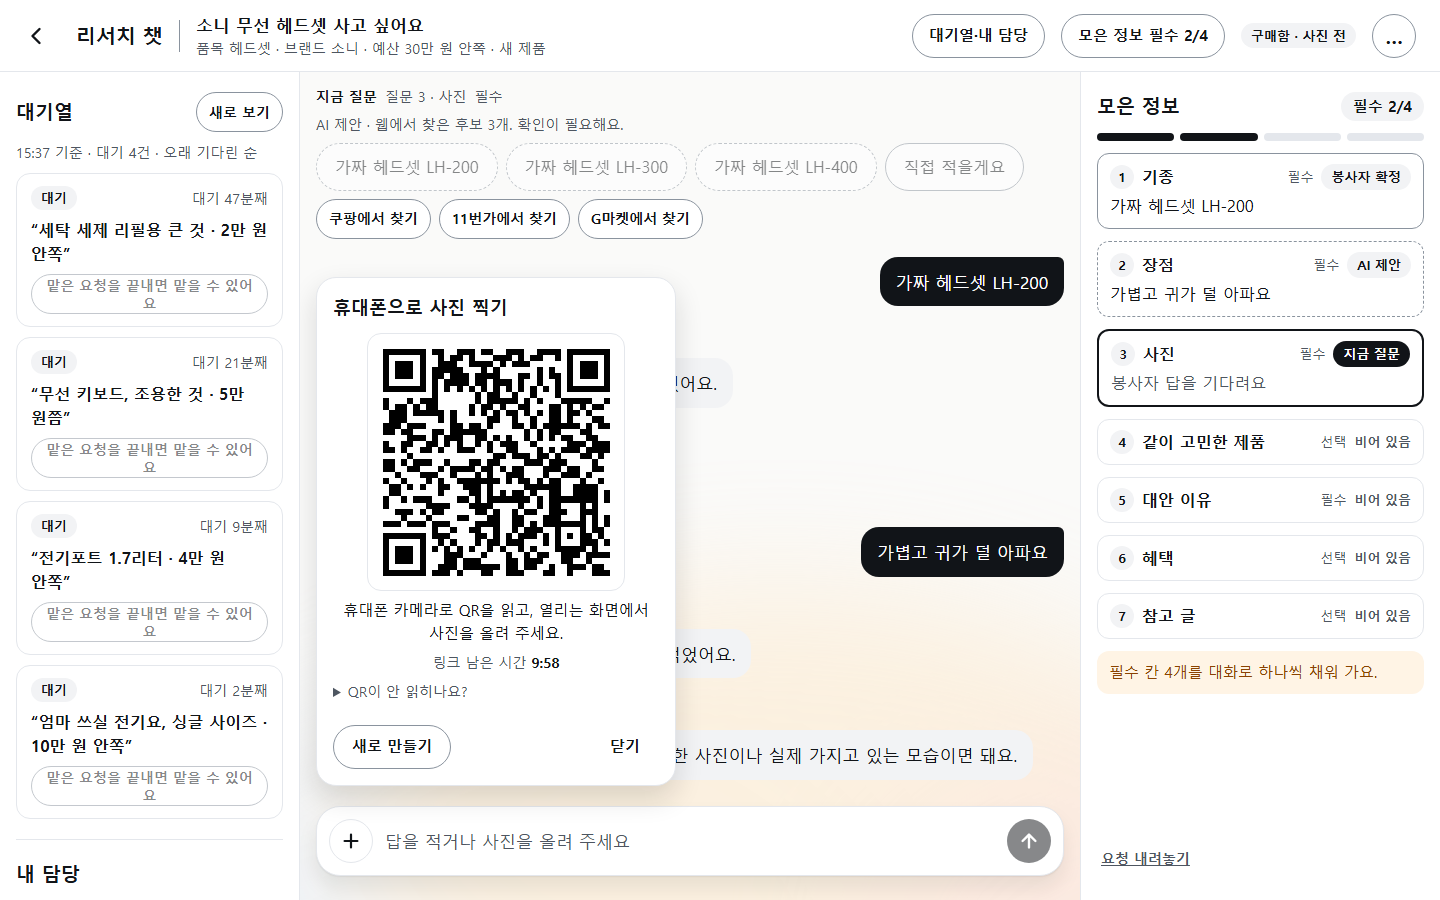 리서치 챗
소니 무선 헤드셋 사고 싶어요
품목 헤드셋 · 브랜드 소니 · 예산 30만 원 안쪽 · 새 제품
대기열·내 담당
모은 정보 필수 2/4
구매함 · 사진 전
...
대기열
새로 보기
15:37 기준 · 대기 4건 · 오래 기다린 순
대기
대기 47분째
“세탁 세제 리필용 큰 것 · 2만 원
안쪽”
맡은 요청을 끝내면 맡을 수 있어
요
대기
대기 21분째
“무선 키보드, 조용한 것 · 5만
원쯤”
맡은 요청을 끝내면 맡을 수 있어
요
대기
대기 9분째
“전기포트 1.7리터 · 4만 원
안쪽”
맡은 요청을 끝내면 맡을 수 있어
요
대기
대기 2분째
“엄마 쓰실 전기요, 싱글 사이즈 ·
10만 원 안쪽”
맡은 요청을 끝내면 맡을 수 있어
요
내 담당
지금 질문 질문 3 · 사진 필수
AI 제안 · 웹에서 찾은 후보 3개. 확인이 필요해요.
가짜 헤드셋 LH-200
가짜 헤드셋 LH-300
가짜 헤드셋 LH-400
직접 적을게요
쿠팡에서 찾기
11번가에서 찾기
G마켓에서 찾기
가짜 헤드셋 LH-200
어요.
가볍고 귀가 덜 아파요
적었어요.
한 사진이나 실제 가지고 있는 모습이면 돼요.
휴대폰으로 사진 찍기
휴대폰 카메라로 QR을 읽고, 열리는 화면에서
사진을 올려 주세요.
링크 남은 시간 9:58
▶ QR이 안 읽히나요?
새로 만들기
닫기
답을 적거나 사진을 올려 주세요
모은 정보
필수 2/4
1 기종 필수 봉사자 확정
가짜 헤드셋 LH-200
2 장점 필수 AI 제안
가볍고 귀가 덜 아파요
3 사진 필수 지금 질문
봉사자 답을 기다려요
4 같이 고민한 제품 선택 비어 있음
5 대안 이유 필수 비어 있음
6 혜택 선택 비어 있음
7 참고 글 선택 비어 있음
필수 칸 4개를 대화로 하나씩 채워 가요.
요청 내려놓기